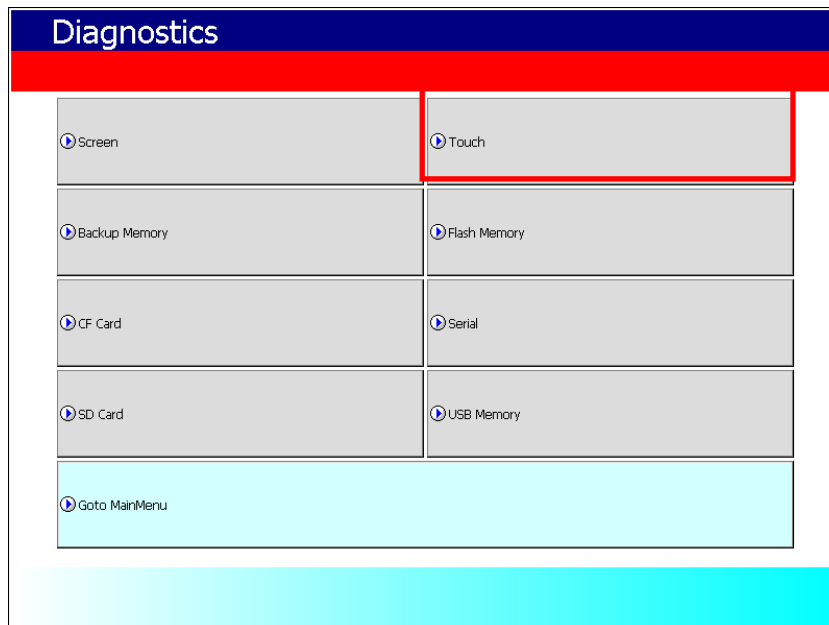 Diagnostics
Screen
Touch
Backup Memory
Flash Memory
CF Card
Serial
SD Card
USB Memory
Goto MainMenu